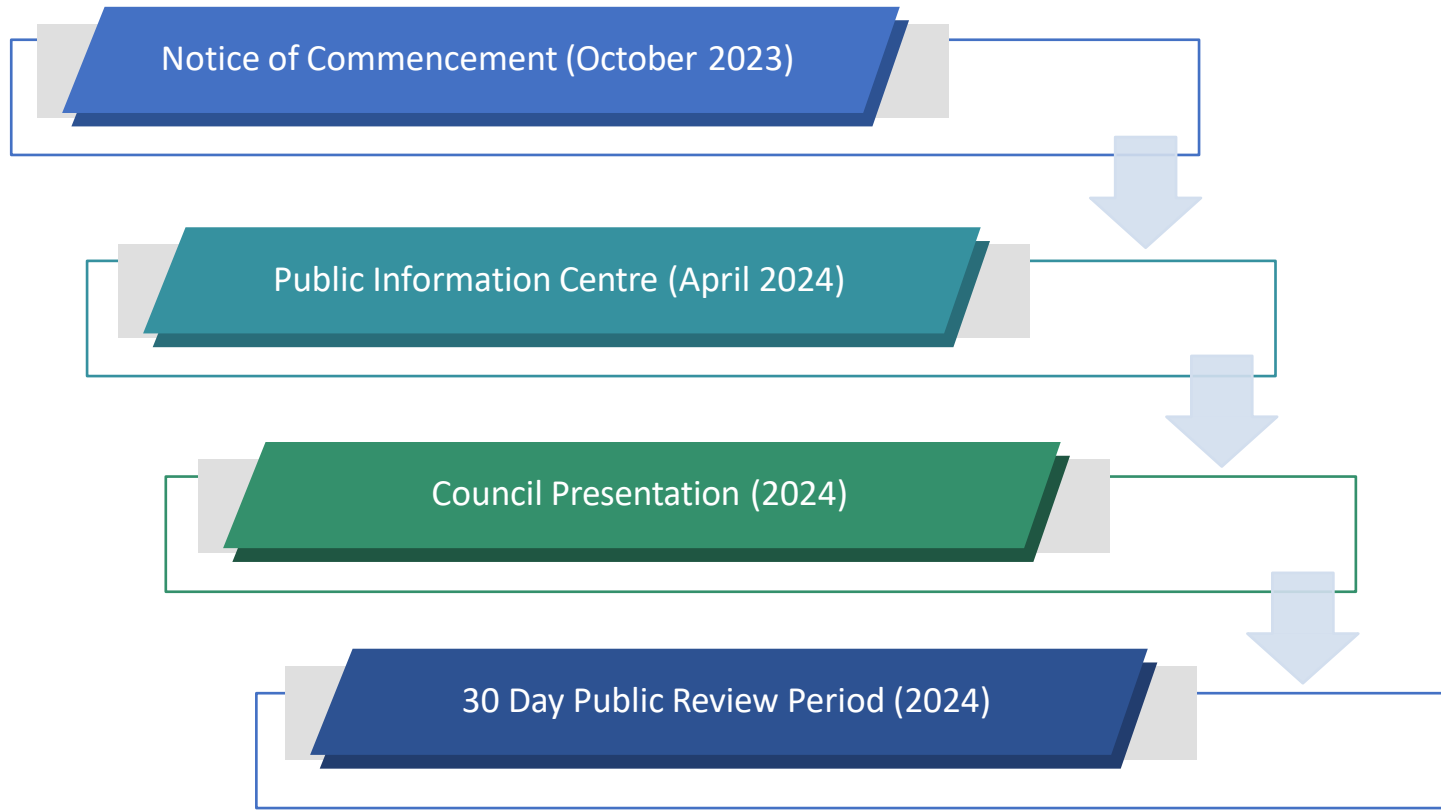 Notice of Commencement (October 2023)
Public Information Centre (April 2024)
Council Presentation (2024)
30 Day Public Review Period (2024)